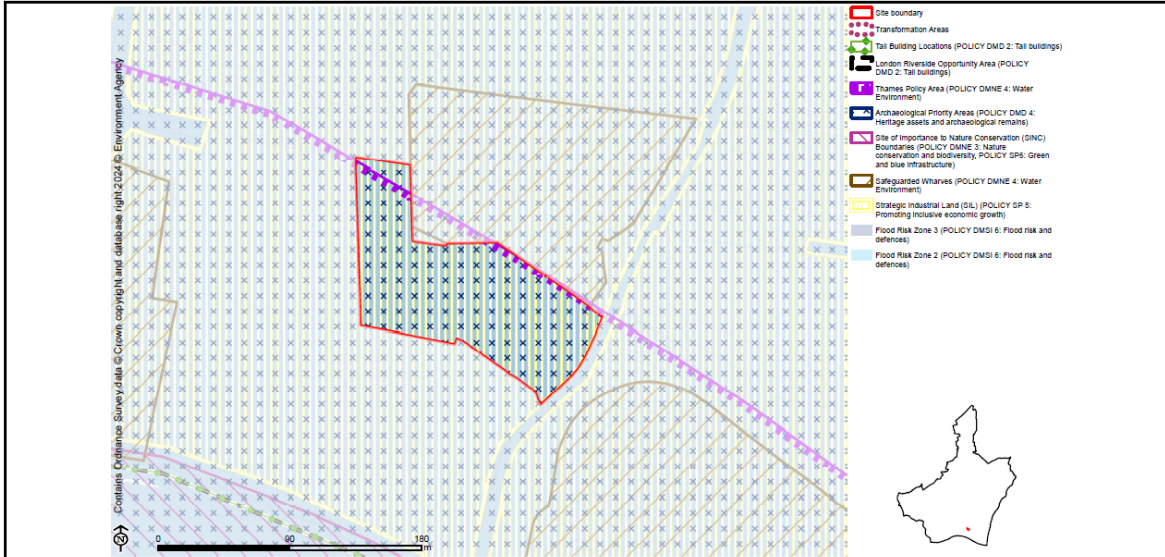 Contains Ordnance Survey data © Crown copyright and database right 2024 © Environment Agency
N
0
90
180
m
Site boundary
Transformation Areas
Tall Building Locations (POLICY DMD 2: Tall buildings)
London Riverside Opportunity Area (POLICY
DMD 2: Tall buildings)
Thames Policy Area (POLICY DMNE 4: Water
Environment)
Archaeological Priority Areas (POLICY DMD 4:
Heritage assets and archaeological remains)
Site of Importance to Nature Conservation (SINC)
Boundaries (POLICY DMNE 3: Nature
conservation and biodiversity, POLICY SP6: Green
and blue infrastructure)
Safeguarded Wharves (POLICY DMNE 4: Water
Environment)
Strategic Industrial Land (SIL) (POLICY SP 5:
Promoting inclusive economic growth)
Flood Risk Zone 3 (POLICY DMSI 6: Flood risk and
defences)
Flood Risk Zone 2 (POLICY DMSI 6: Flood risk and
defences)